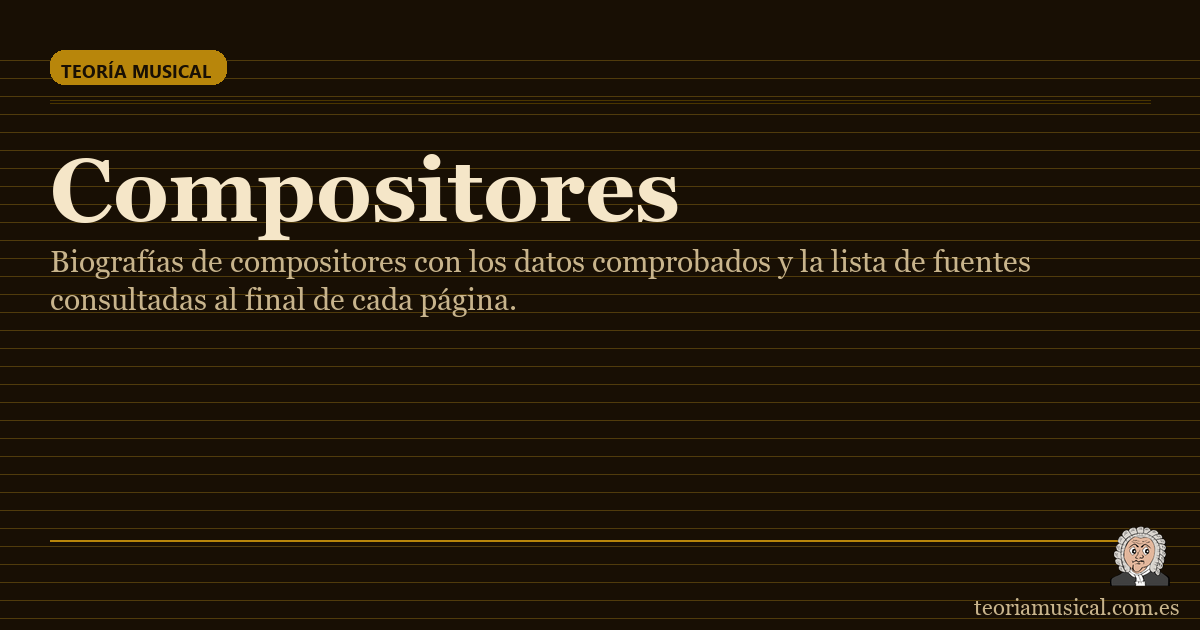 TEORÍA MUSICAL
Compositores
Biografías de compositores con los datos comprobados y la lista de fuentes
consultadas al final de cada página.
teoriamusical.com.es